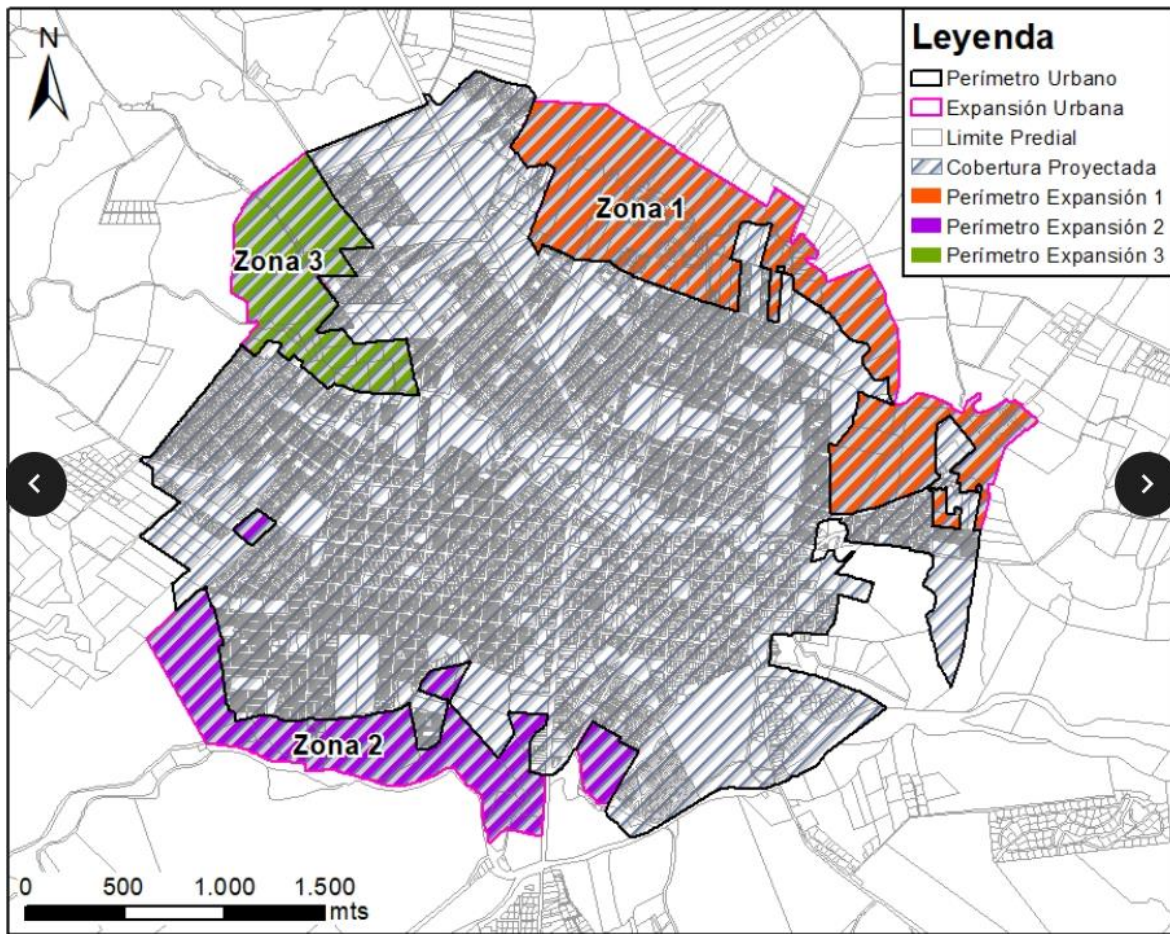 N
Leyenda
Perímetro Urbano
Expansión Urbana
Limite Predial
Cobertura Proyectada
Perímetro Expansión 1
Perímetro Expansión 2
Perímetro Expansión 3
Zona 1
Zona 3
Zona 2
0 500 1.000 1.500
mts